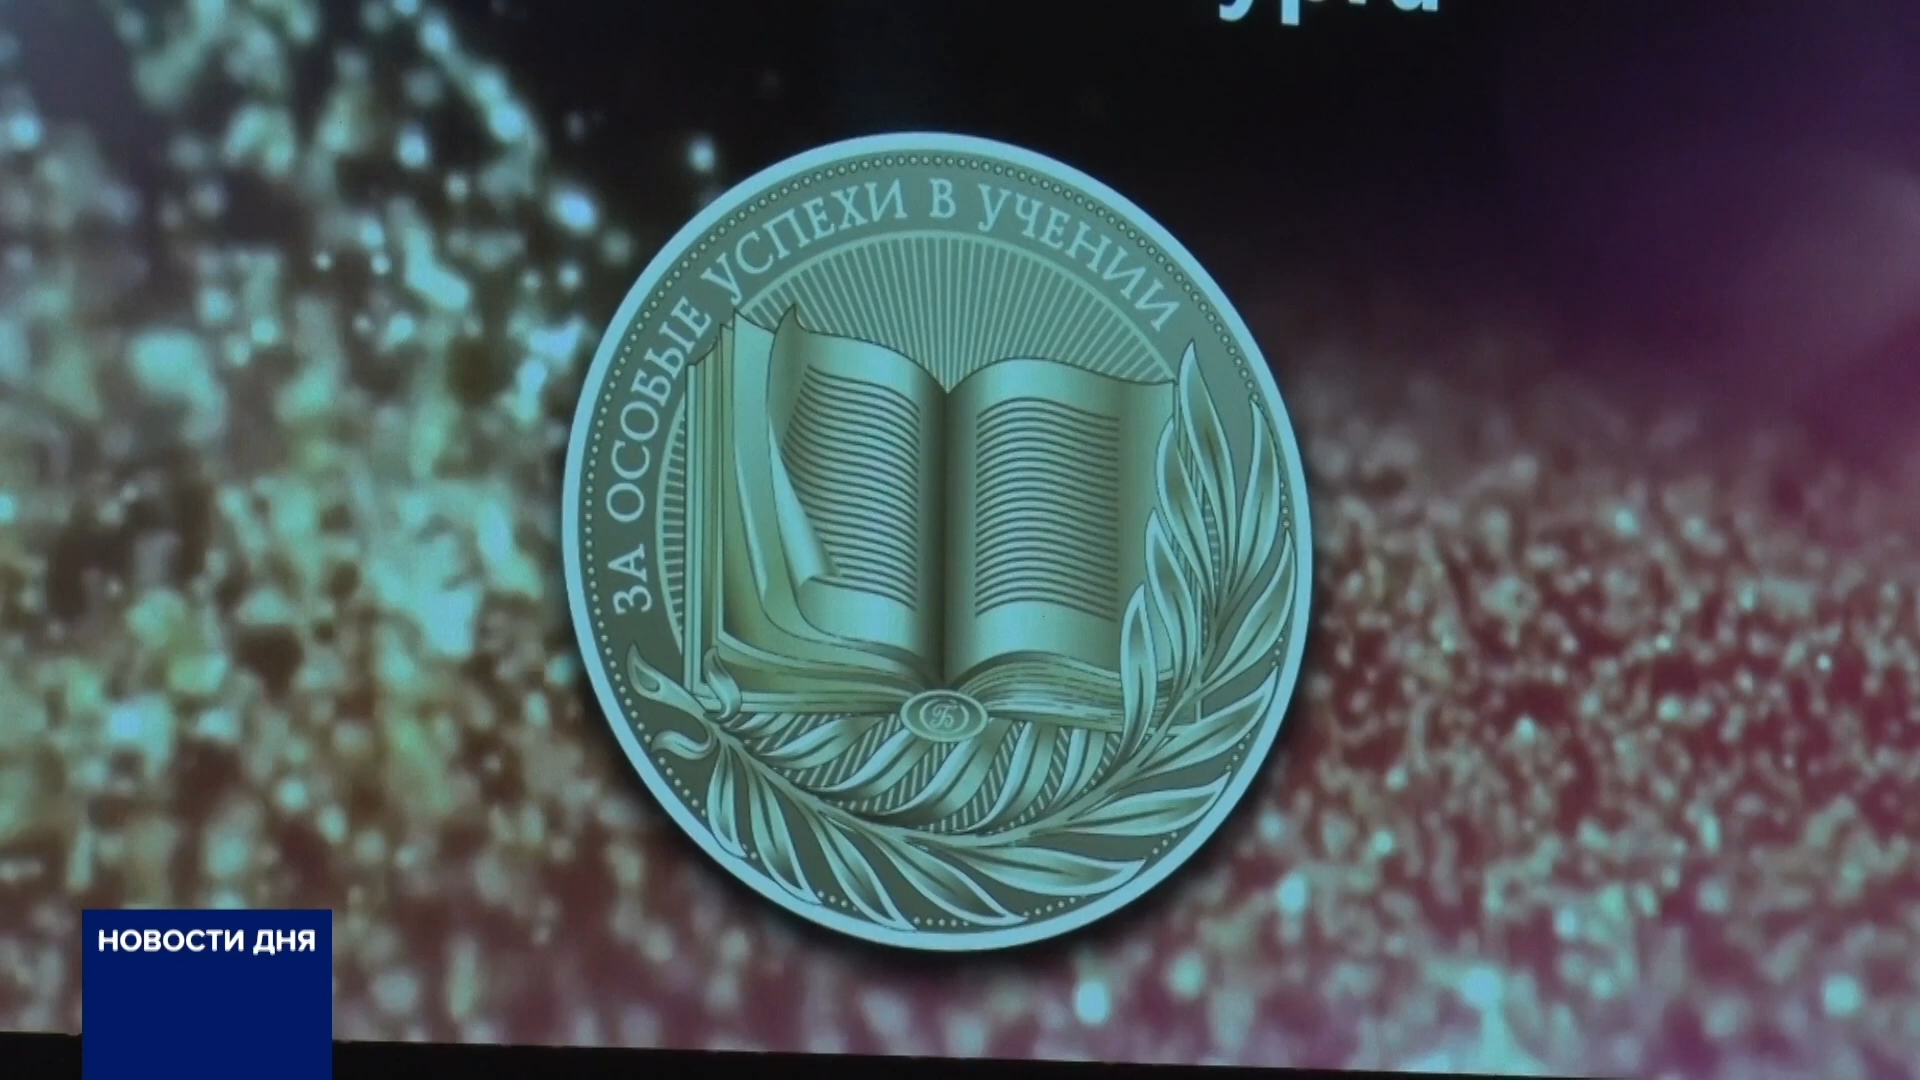 ЗА ОСОБЫЕ УСПЕХИ В УЧЕНИИ
НОВОСТИ ДНЯ